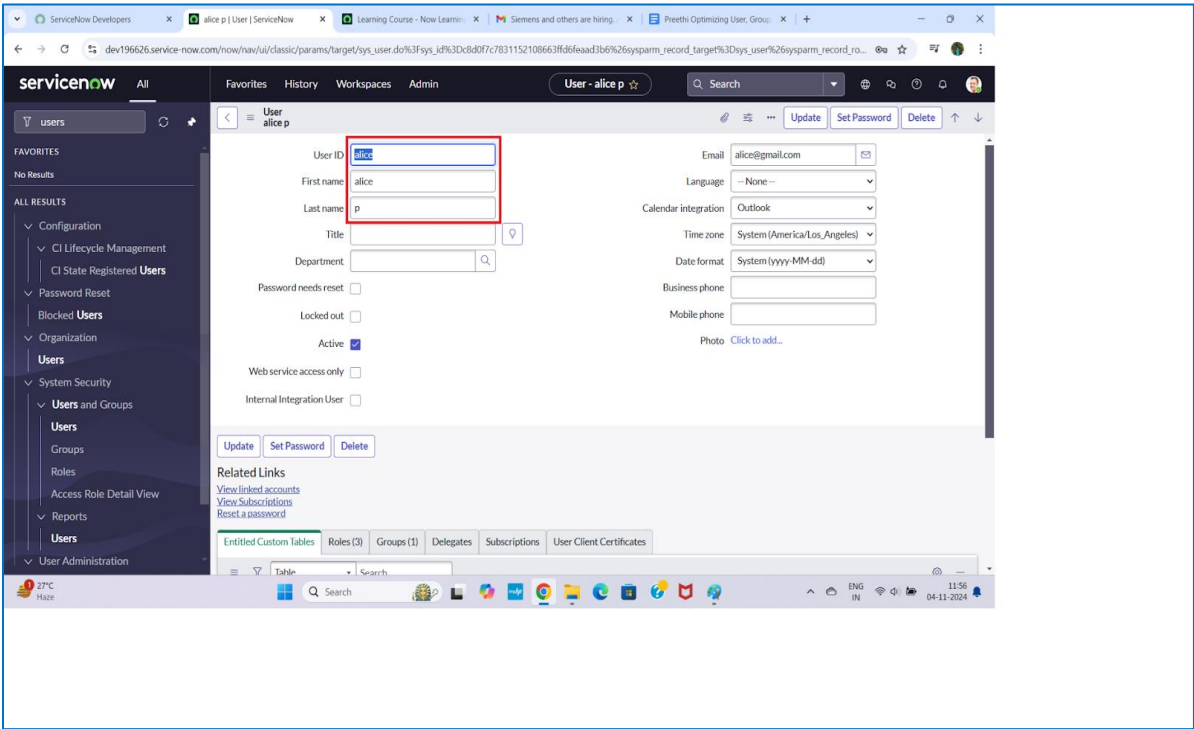 ServiceNow Developers
alice p | User | ServiceNow
Learning Course - Now Learnin
Siemens and others are hiring.
Preethi Optimizing User, Group
dev196626.service-now.com/now/nav/ui/classic/params/target/sys_user.do%3Fsys_id%3Dc8d0f7c7831152108663ffd6feaad3b6%26sysparm_record_target%3Dsys_user%26sysparm_record_ro...
servicenow All Favorites History Workspaces Admin User - alice p Search
users
User
alice p
Update Set Password Delete
FAVORITES
No Results
ALL RESULTS
Configuration
CI Lifecycle Management
CI State Registered Users
Password Reset
Blocked Users
Organization
Users
System Security
Users and Groups
Users
Groups
Roles
Access Role Detail View
Reports
Users
User Administration
User ID alice
First name alice
Last name p
Title
Department
Password needs reset
Locked out
Active
Web service access only
Internal Integration User
Email alice@gmail.com
Language -- None --
Calendar integration Outlook
Time zone System (America/Los_Angeles)
Date format System (yyyy-MM-dd)
Business phone
Mobile phone
Photo Click to add...
Update Set Password Delete
Related Links
View linked accounts
View Subscriptions
Reset a password
Entitled Custom Tables Roles (3) Groups (1) Delegates Subscriptions User Client Certificates
Table Search
1
27°C
Haze
Search
ENG
IN
11:56
04-11-2024